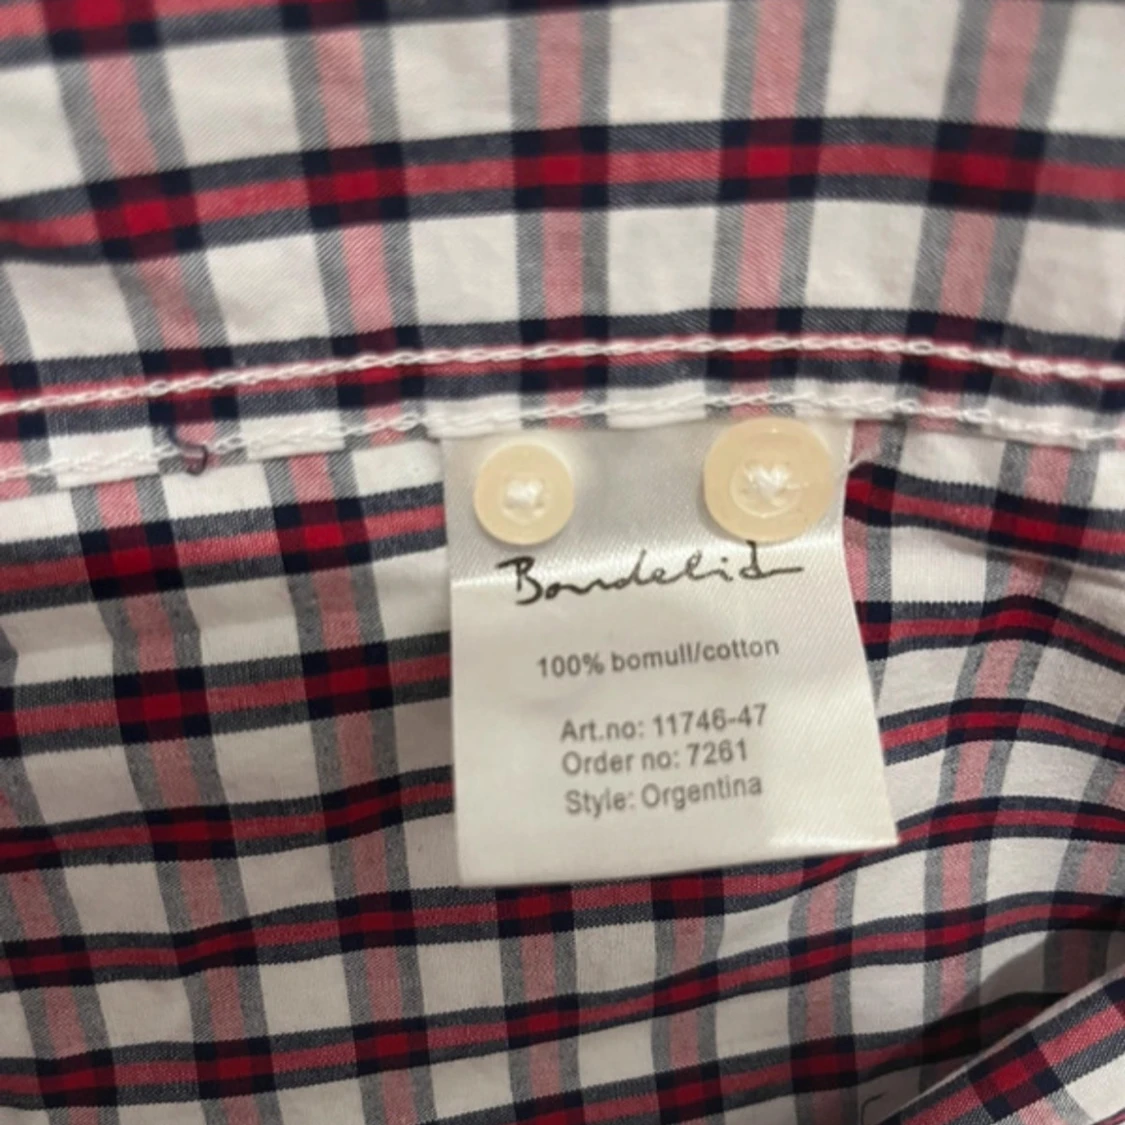 Bondelid
100% bomull/cotton
Art.no: 11746-47
Order no: 7261
Style: Orgentina